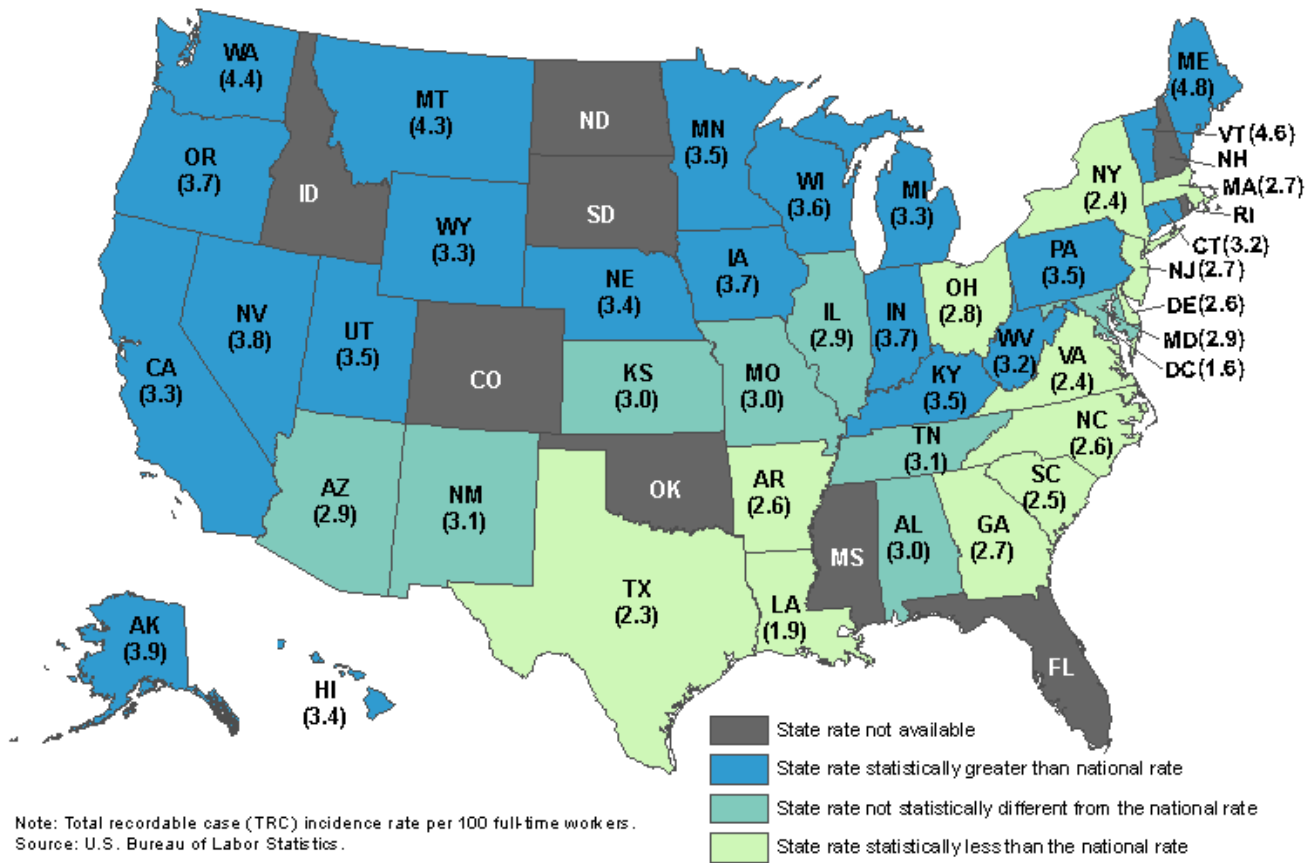 WA
(4.4)
MT
(4.3)
ND
MN
(3.5)
ME
(4.8)
VT(4.6)
NH
MA(2.7)
RI
CT(3.2)
NJ(2.7)
DE(2.6)
MD(2.9)
DC(1.6)
OR
(3.7)
ID
WY
(3.3)
SD
WI
(3.6)
MI
(3.3)
NY
(2.4)
PA
(3.5)
NE
(3.4)
IA
(3.7)
IL
(2.9)
IN
(3.7)
OH
(2.8)
WV
(3.2)
VA
(2.4)
CA
(3.3)
NV
(3.8)
UT
(3.5)
CO
KS
(3.0)
MO
(3.0)
KY
(3.5)
NC
(2.6)
TN
(3.1)
SC
(2.5)
AZ
(2.9)
NM
(3.1)
OK
AR
(2.6)
MS
AL
(3.0)
GA
(2.7)
TX
(2.3)
LA
(1.9)
FL
AK
(3.9)
HI
(3.4)
State rate not available
State rate statistically greater than national rate
State rate not statistically different from the national rate
State rate statistically less than the national rate
Note: Total recordable case (TRC) incidence rate per 100 full-time workers.
Source: U.S. Bureau of Labor Statistics.